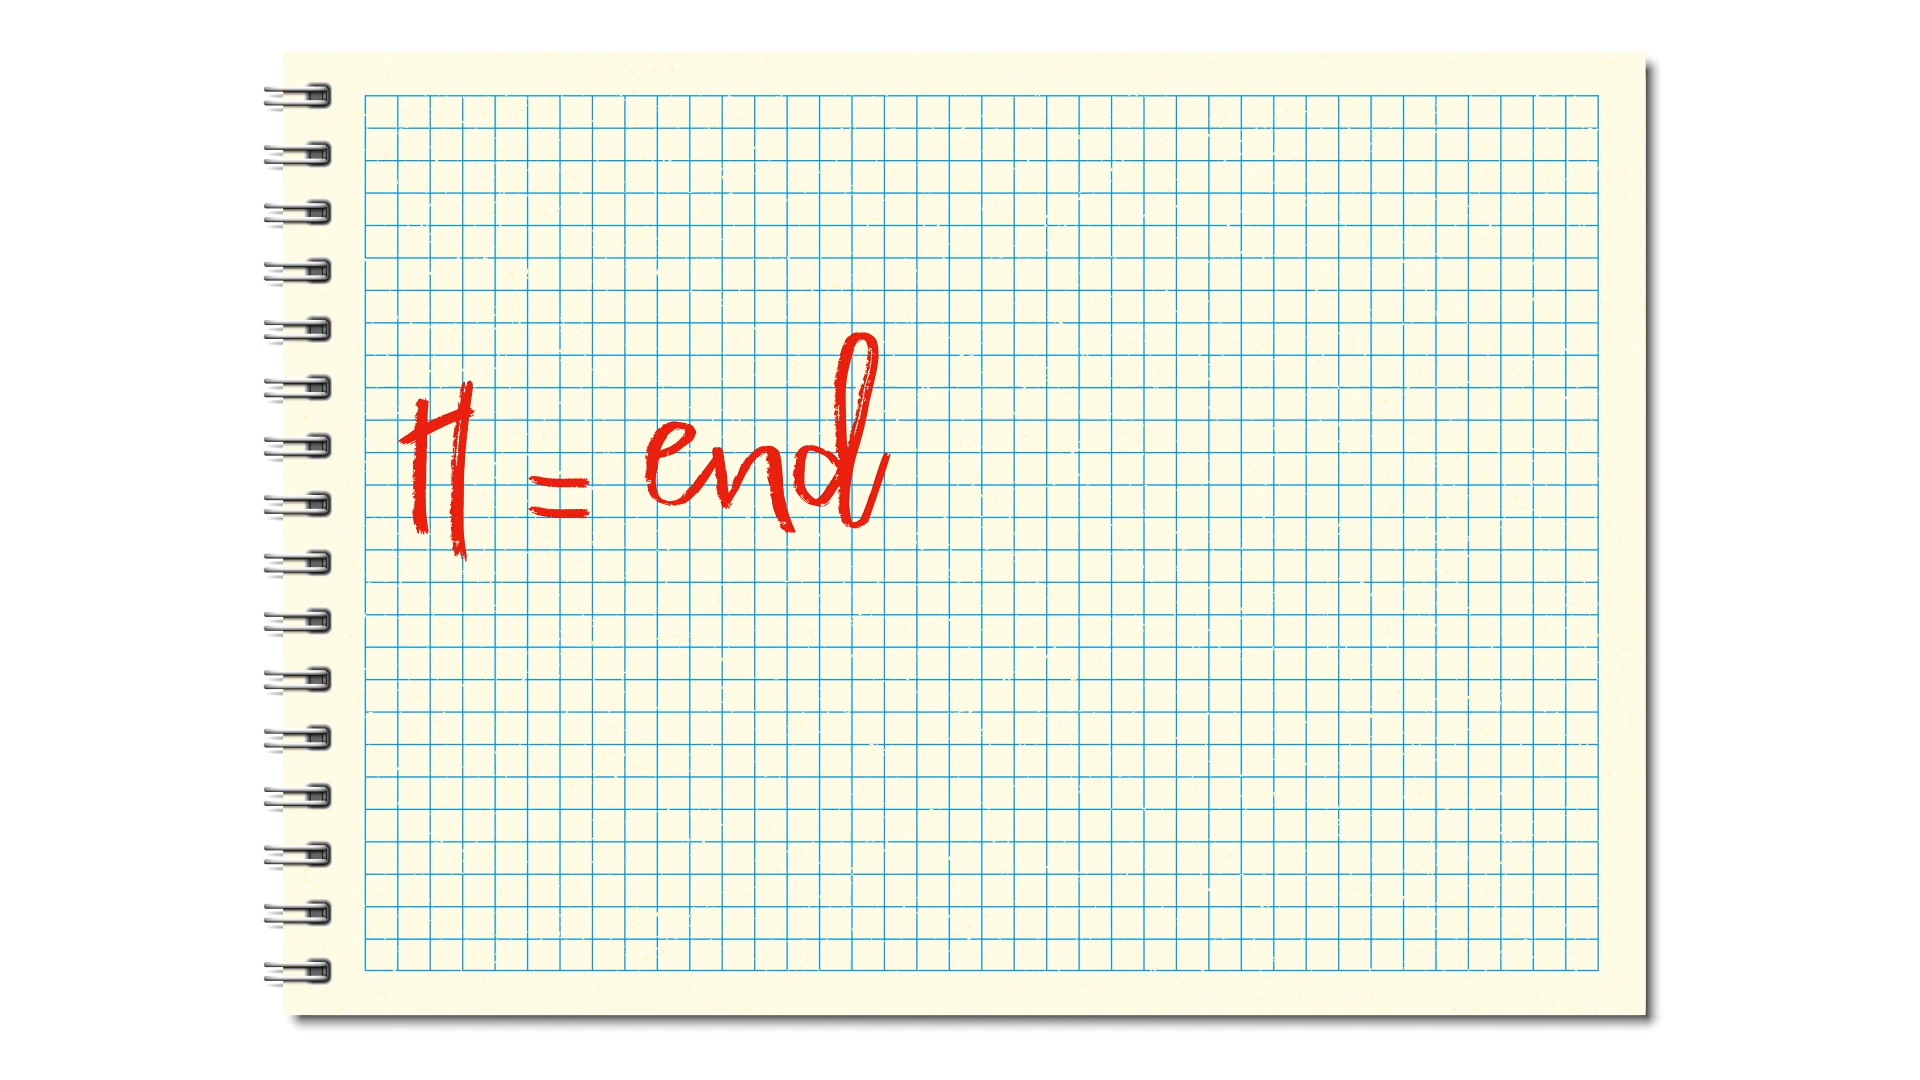 H = end